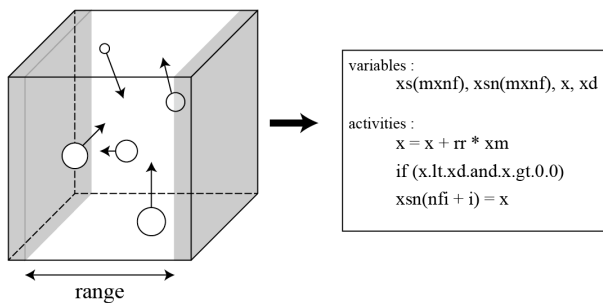 range
variables :
xs(mxnf), xsn(mxnf), x, xd
activities :
x = x + rr * xm
if (x.lt.xd.and.x.gt.0.0)
xsn(nfi + i) = x